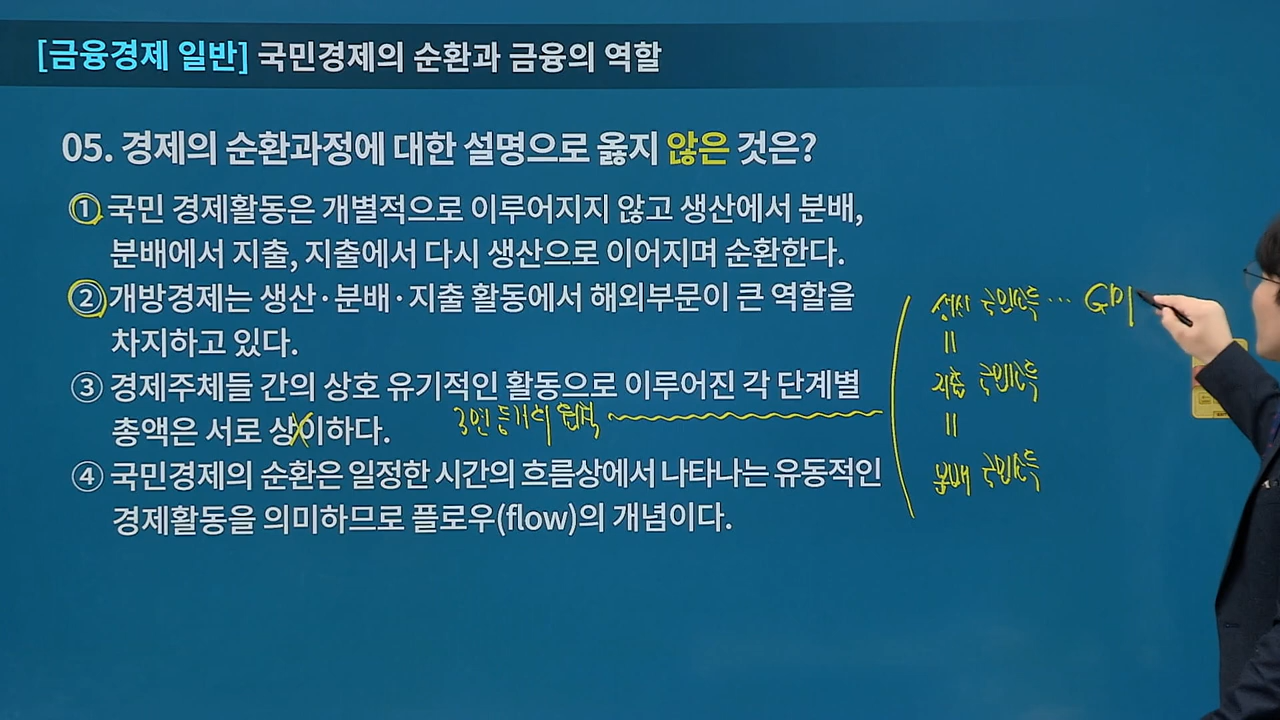 [금융경제 일반] 국민경제의 순환과 금융의 역할
05. 경제의 순환과정에 대한 설명으로 옳지 않은 것은?
① 국민 경제활동은 개별적으로 이루어지지 않고 생산에서 분배,
분배에서 지출, 지출에서 다시 생산으로 이어지며 순환한다.
② 개방경제는 생산·분배·지출 활동에서 해외부문이 큰 역할을
차지하고 있다.
③ 경제주체들 간의 상호 유기적인 활동으로 이루어진 각 단계별
총액은 서로 상이하다.
3면등가의 원칙
④ 국민경제의 순환은 일정한 시간의 흐름상에서 나타나는 유동적인
경제활동을 의미하므로 플로우(flow)의 개념이다.
생산 국민소득 … GD
||
지출 국민소득
||
분배 국민소득